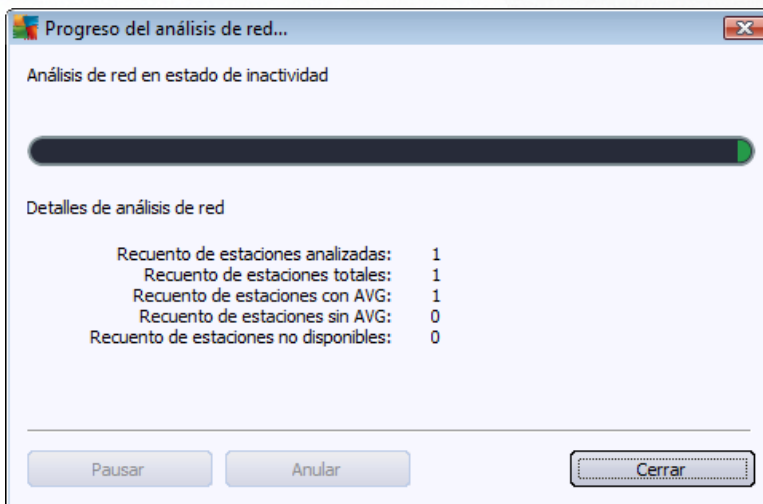 Progreso del análisis de red...
Análisis de red en estado de inactividad
Detalles de análisis de red
Recuento de estaciones analizadas: 1
Recuento de estaciones totales: 1
Recuento de estaciones con AVG: 1
Recuento de estaciones sin AVG: 0
Recuento de estaciones no disponibles: 0
Pausar Anular Cerrar